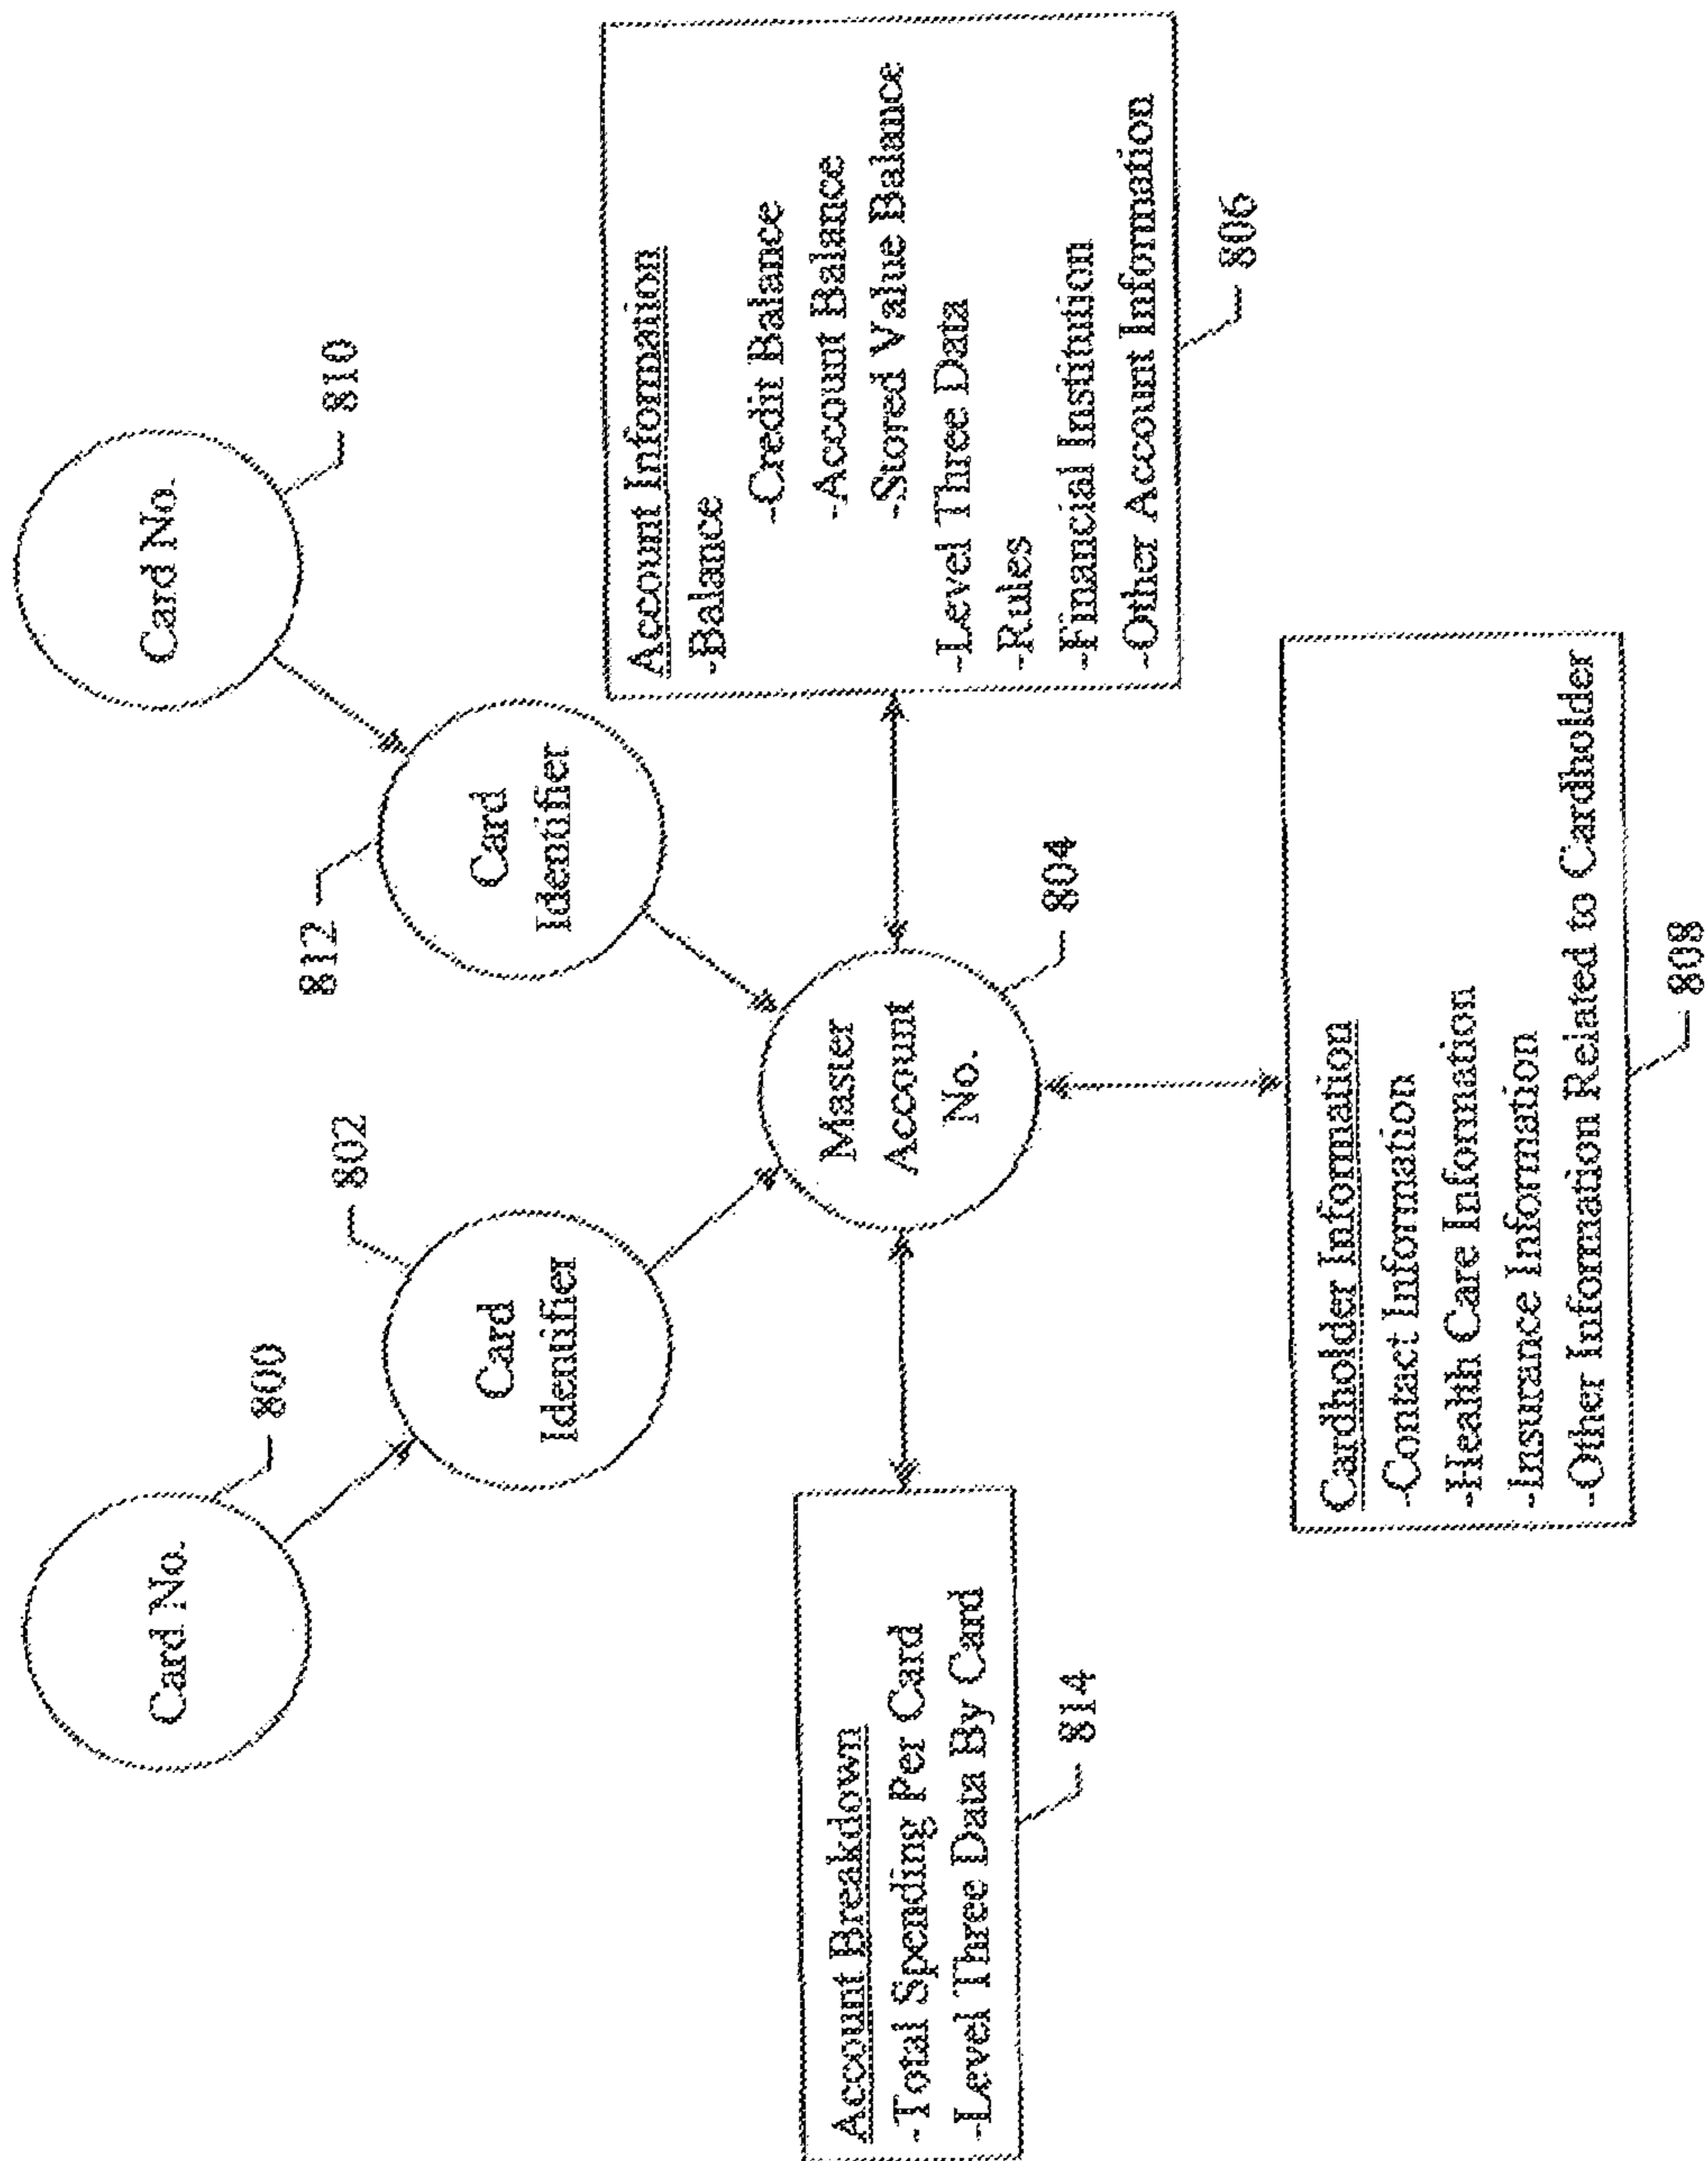 Card No.
800
Card No.
810
802
Card
Identifier
812
Card
Identifier
Master
Account
No.
804
Account Breakdown
-Total Spending Per Card
-Level Three Data By Card
814
Account Information
-Balance
-Credit Balance
-Account Balance
-Stored Value Balance
-Level Three Data
-Rules
-Financial Institution
-Other Account Information
806
Cardholder Information
-Contact Information
-Health Care Information
-Insurance Information
-Other Information Related to Cardholder
808